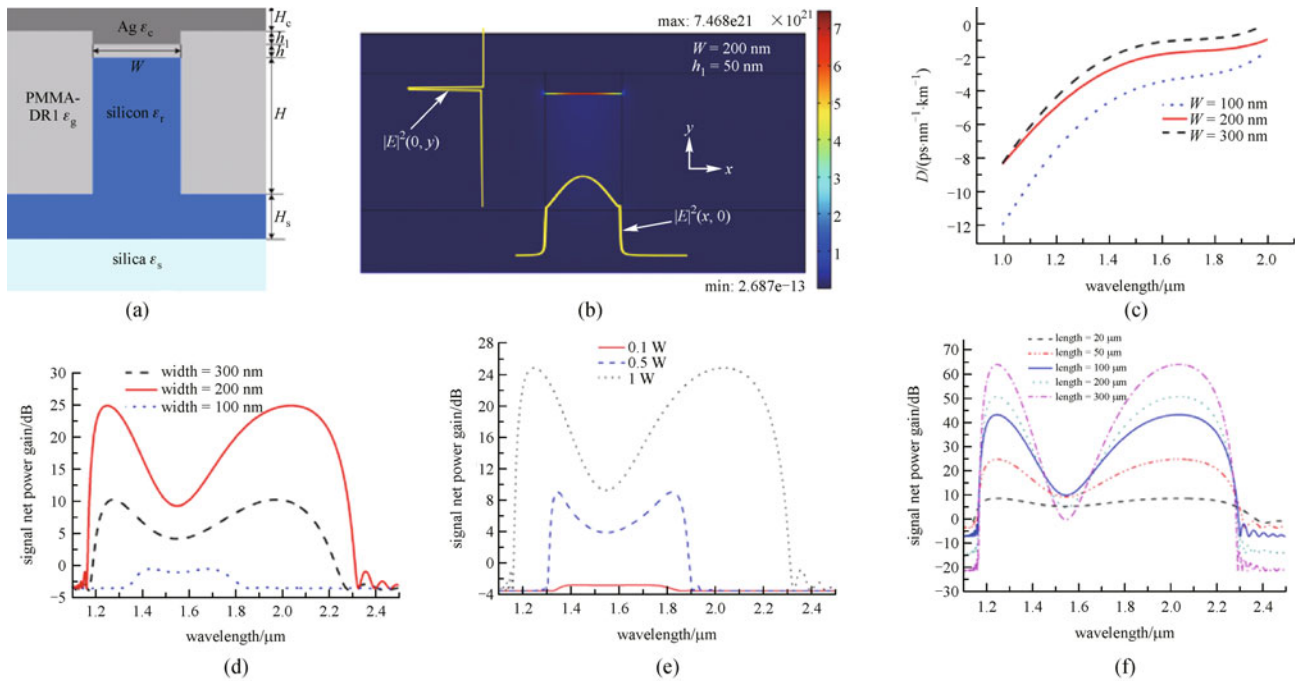 Ag εc
Hc
h1
h
W
PMMA-
DR1 εg
silicon εr
H
Hs
silica εs
(a)
max: 7.468e21
×10^21
W = 200 nm
h1 = 50 nm
|E|²(0, y)
y
x
|E|²(x, 0)
7
6
5
4
3
2
1
min: 2.687e−13
(b)
0
−2
−4
−6
−8
−10
−12
D/(ps·nm⁻¹·km⁻¹)
W = 100 nm
W = 200 nm
W = 300 nm
1.0 1.2 1.4 1.6 1.8 2.0
wavelength/μm
(c)
30
25
20
15
10
5
0
−5
signal net power gain/dB
width = 300 nm
width = 200 nm
width = 100 nm
1.2 1.4 1.6 1.8 2.0 2.2 2.4
wavelength/μm
(d)
28
24
20
16
12
8
4
0
−4
signal net power gain/dB
0.1 W
0.5 W
1 W
1.2 1.4 1.6 1.8 2.0 2.2 2.4
wavelength/μm
(e)
70
60
50
40
30
20
10
0
−10
−20
−30
signal net power gain/dB
length = 20 μm
length = 50 μm
length = 100 μm
length = 200 μm
length = 300 μm
1.2 1.4 1.6 1.8 2.0 2.2 2.4
wavelength/μm
(f)